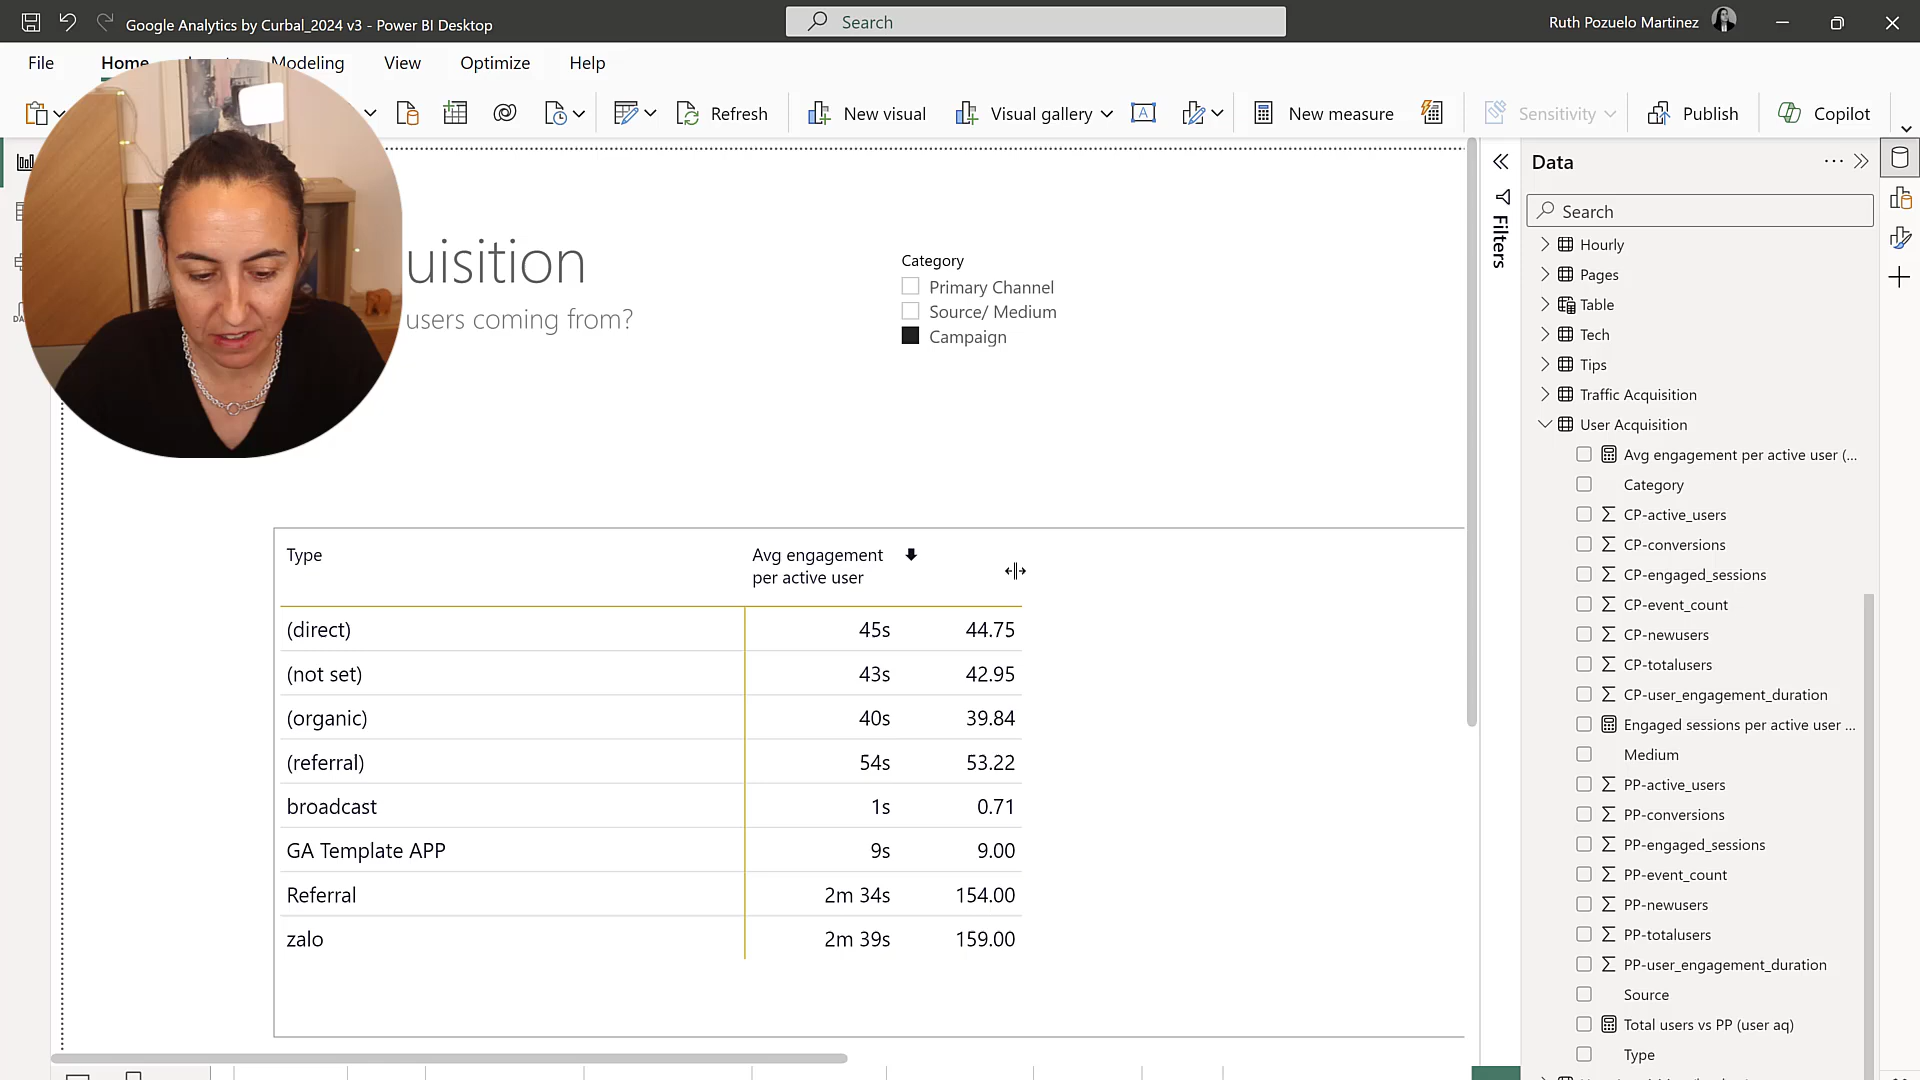 Google Analytics by Curbal_2024 v3 - Power BI Desktop
Search
Ruth Pozuelo Martinez
File
Home
Modeling
View
Optimize
Help
Refresh
New visual
Visual gallery
New measure
Sensitivity
Publish
Copilot
uisition
users coming from?
Category
Primary Channel
Source/ Medium
Campaign
Type
Avg engagement
per active user
(direct) 45s 44.75
(not set) 43s 42.95
(organic) 40s 39.84
(referral) 54s 53.22
broadcast 1s 0.71
GA Template APP 9s 9.00
Referral 2m 34s 154.00
zalo 2m 39s 159.00
Filters
Data
Search
Hourly
Pages
Table
Tech
Tips
Traffic Acquisition
User Acquisition
Avg engagement per active user (...
Category
CP-active_users
CP-conversions
CP-engaged_sessions
CP-event_count
CP-newusers
CP-totalusers
CP-user_engagement_duration
Engaged sessions per active user ...
Medium
PP-active_users
PP-conversions
PP-engaged_sessions
PP-event_count
PP-newusers
PP-totalusers
PP-user_engagement_duration
Source
Total users vs PP (user aq)
Type